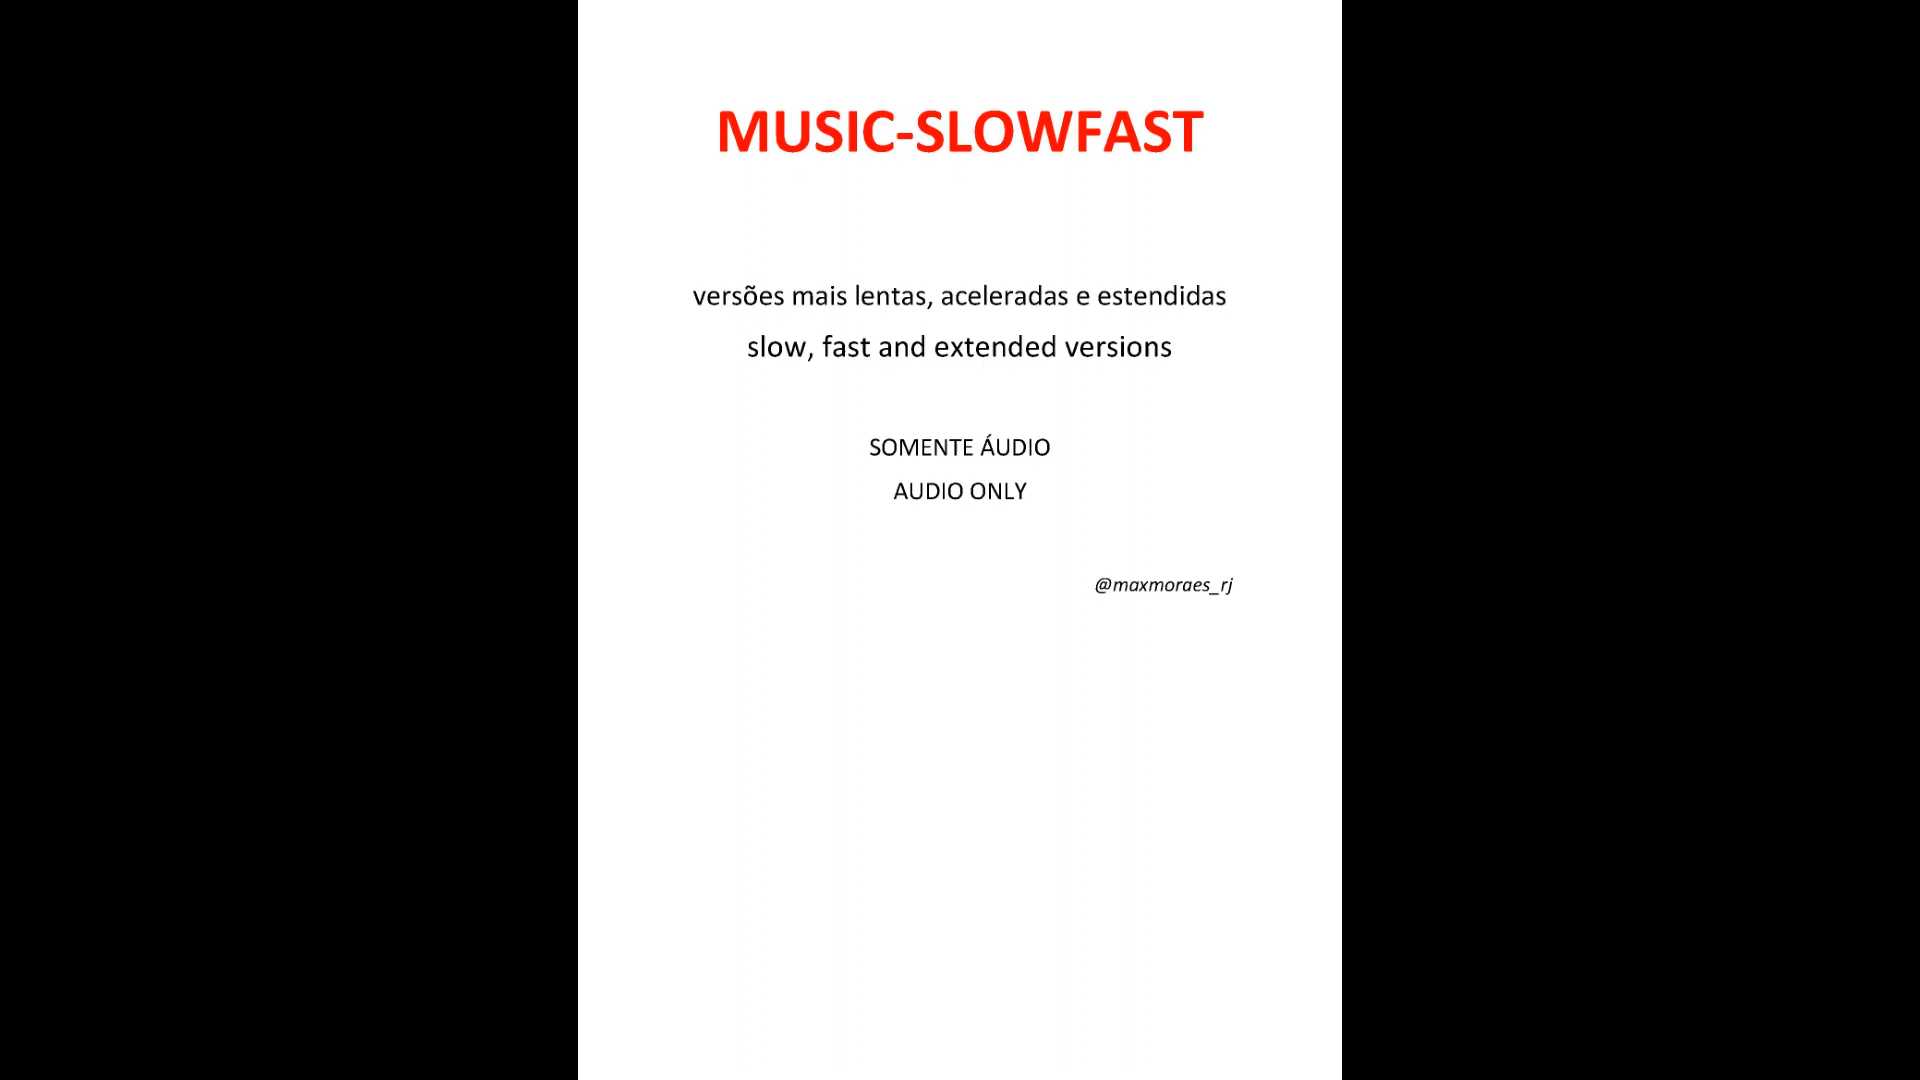 MUSIC-SLOWFAST
versões mais lentas, aceleradas e estendidas
slow, fast and extended versions
SOMENTE ÁUDIO
AUDIO ONLY
@maxmoraes_rj